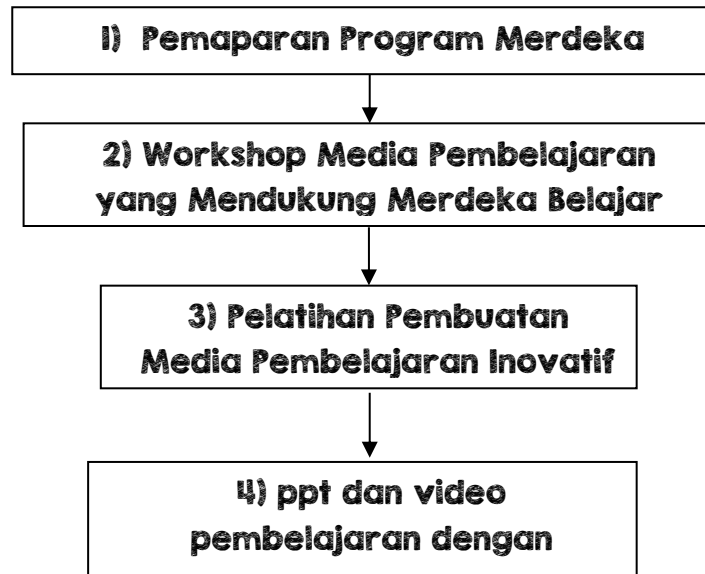 1) Pemaparan Program Merdeka
2) Workshop Media Pembelajaran
yang Mendukung Merdeka Belajar
3) Pelatihan Pembuatan
Media Pembelajaran Inovatif
4) ppt dan video
pembelajaran dengan